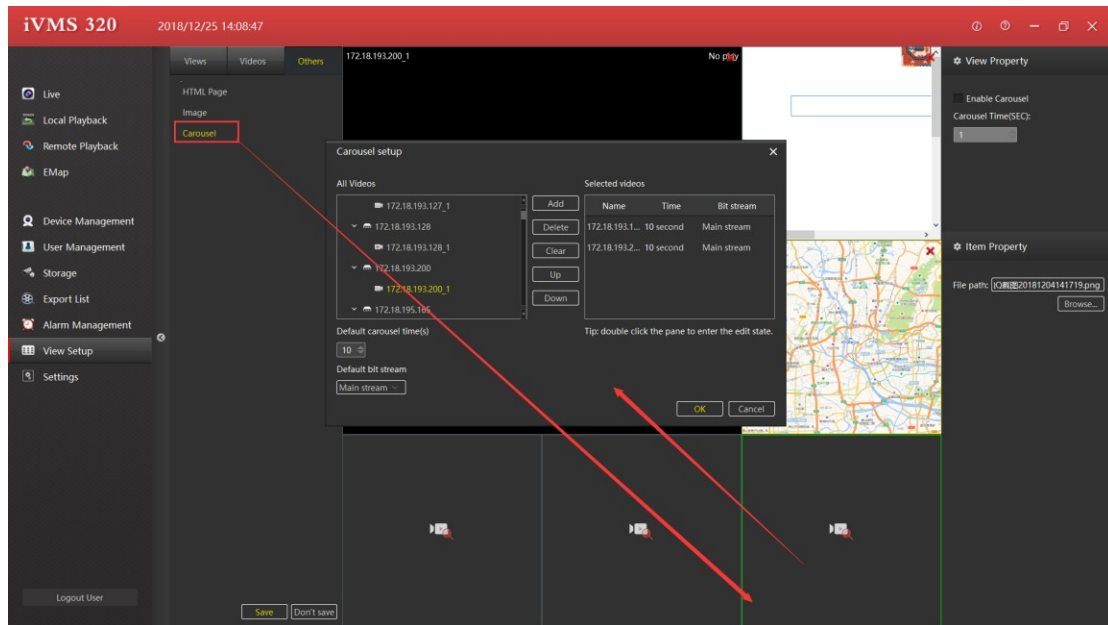 iVMS 320
2018/12/25 14:08:47
Live
Local Playback
Remote Playback
EMap
Device Management
User Management
Storage
Export List
Alarm Management
View Setup
Settings
Logout User
Views
Videos
Others
HTML Page
Image
Carousel
Save
Don't save
172.18.193.200_1
No play
Carousel setup
All Videos
172.18.193.127_1
172.18.193.128
172.18.193.128_1
172.18.193.200
172.18.193.200_1
172.18.195.165
Add
Delete
Clear
Up
Down
Selected videos
Name Time Bit stream
172.18.193.1... 10 second Main stream
172.18.193.2... 10 second Main stream
Default carousel time(s)
10
Default bit stream
Main stream
Tip: double click the pane to enter the edit state.
OK
Cancel
View Property
Enable Carousel
Carousel Time(SEC):
1
Item Property
File path:
20181204141719.png
Browse...